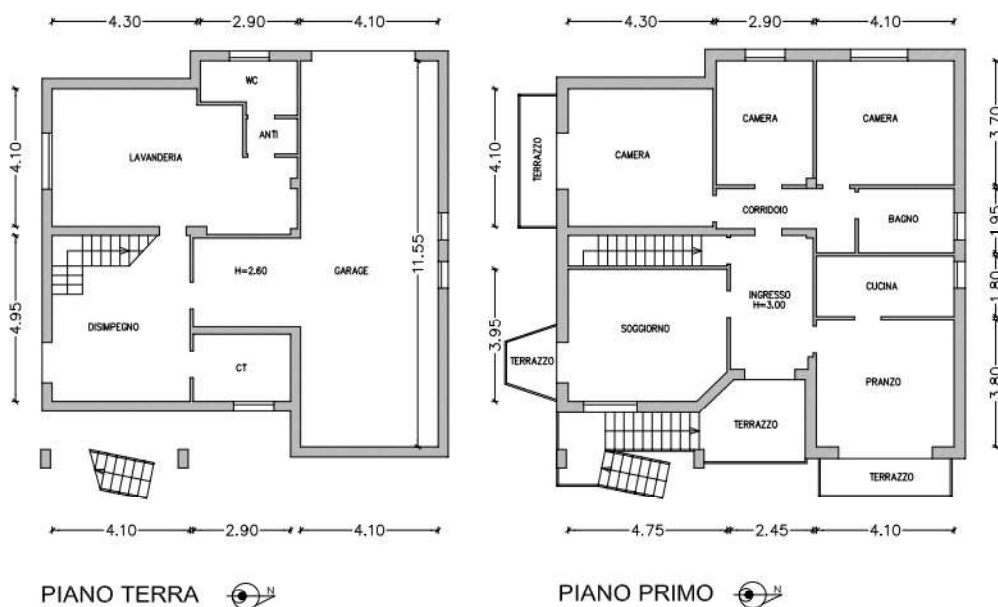 4.30 2.90 4.10
WC
ANTI
LAVANDERIA
4.10
11.55
H=2.60
GARAGE
4.95
DISIMPEGNO
CT
4.10 2.90 4.10
PIANO TERRA N
4.30 2.90 4.10
CAMERA
CAMERA
3.70
TERRAZZO
4.10
CAMERA
CORRIDOIO
BAGNO
1.95
INGRESSO
H=3.00
CUCINA
1.80
3.95
SOGGIORNO
TERRAZZO
PRANZO
3.80
TERRAZZO
TERRAZZO
4.75 2.45 4.10
PIANO PRIMO N